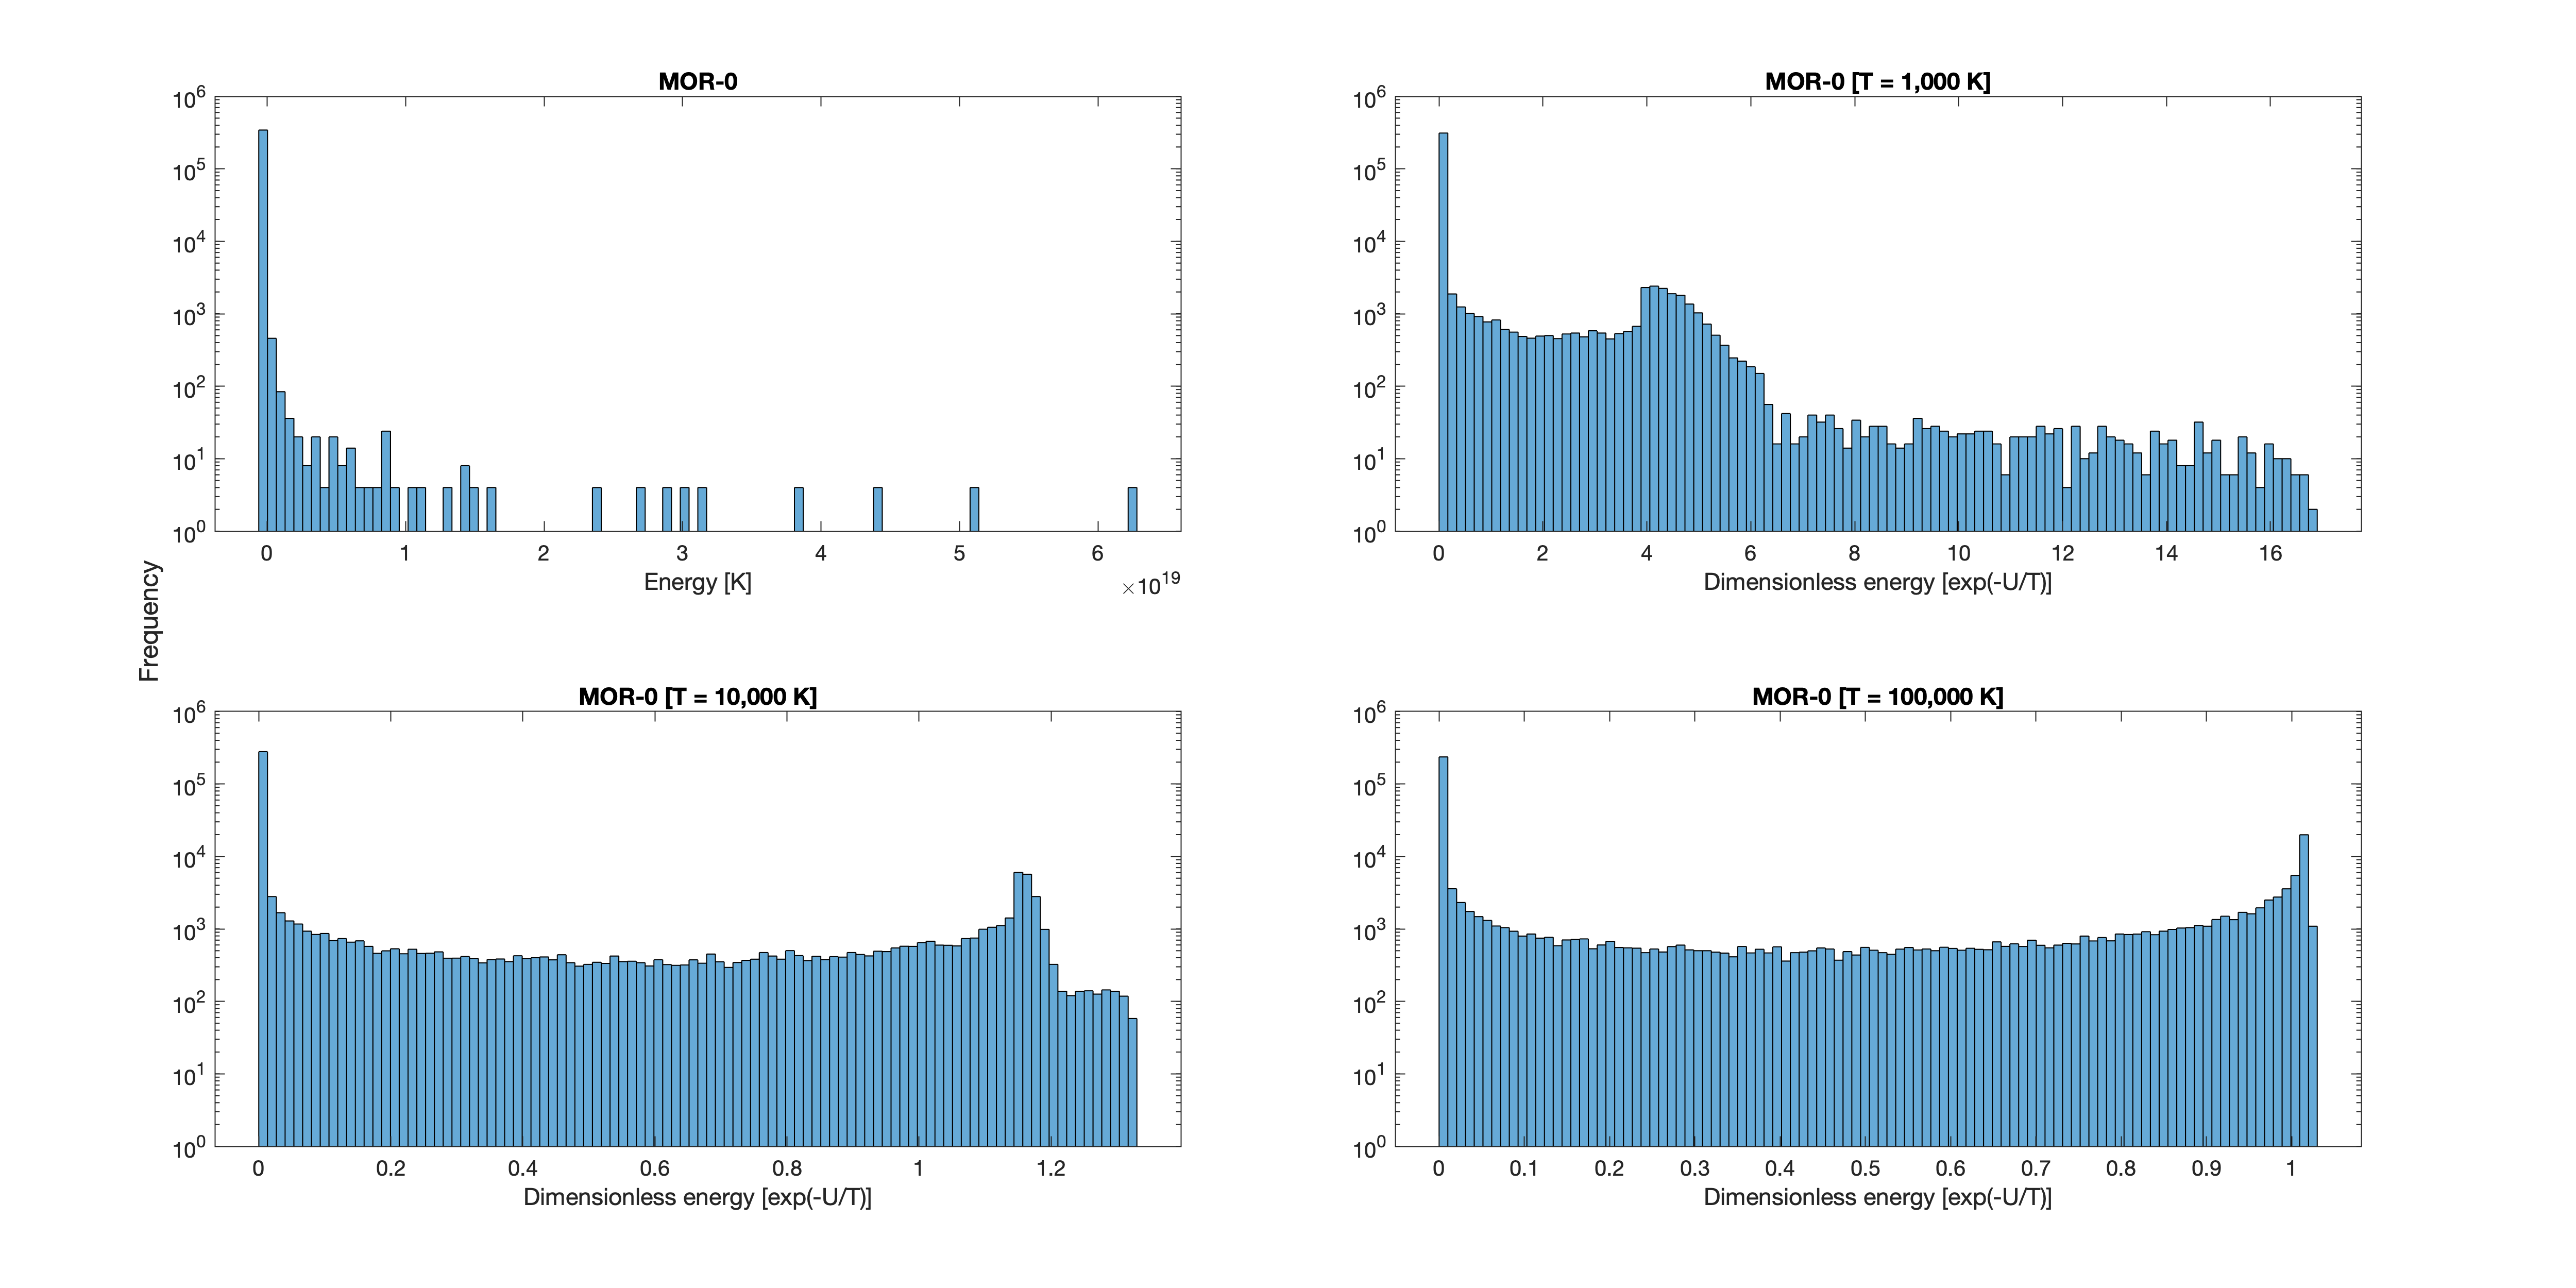 MOR-0
10^6
10^5
10^4
10^3
10^2
10^1
10^0
0 1 2 3 4 5 6
Energy [K]
×10^19
MOR-0 [T = 1,000 K]
10^6
10^5
10^4
10^3
10^2
10^1
10^0
0 2 4 6 8 10 12 14 16
Dimensionless energy [exp(-U/T)]
Frequency
MOR-0 [T = 10,000 K]
10^6
10^5
10^4
10^3
10^2
10^1
10^0
0 0.2 0.4 0.6 0.8 1 1.2
Dimensionless energy [exp(-U/T)]
MOR-0 [T = 100,000 K]
10^6
10^5
10^4
10^3
10^2
10^1
10^0
0 0.1 0.2 0.3 0.4 0.5 0.6 0.7 0.8 0.9 1
Dimensionless energy [exp(-U/T)]